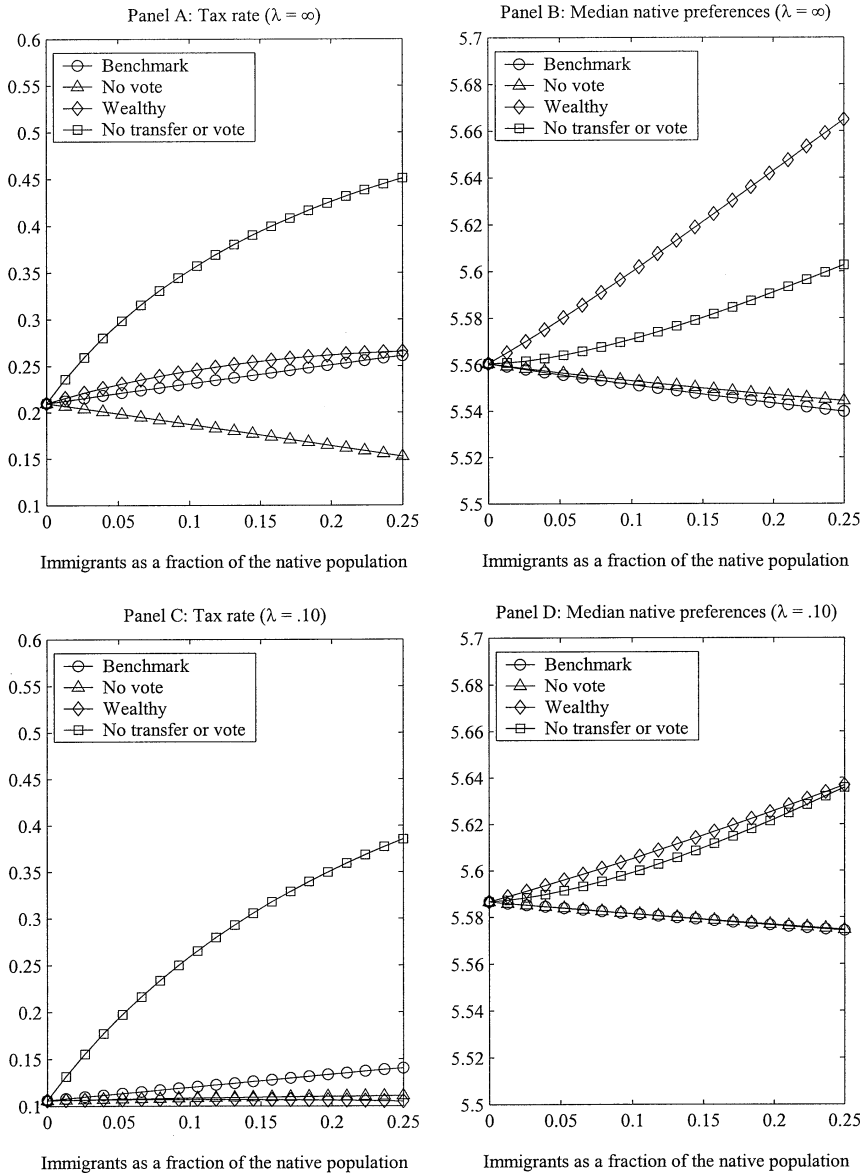 Panel A: Tax rate (λ = ∞)
0.6
0.55
0.5
0.45
0.4
0.35
0.3
0.25
0.2
0.15
0.1
Benchmark
No vote
Wealthy
No transfer or vote
0
0.05
0.1
0.15
0.2
0.25
Immigrants as a fraction of the native population
Panel B: Median native preferences (λ = ∞)
5.7
5.68
5.66
5.64
5.62
5.6
5.58
5.56
5.54
5.52
5.5
Benchmark
No vote
Wealthy
No transfer or vote
0
0.05
0.1
0.15
0.2
0.25
Immigrants as a fraction of the native population
Panel C: Tax rate (λ = .10)
0.6
0.55
0.5
0.45
0.4
0.35
0.3
0.25
0.2
0.15
0.1
Benchmark
No vote
Wealthy
No transfer or vote
0
0.05
0.1
0.15
0.2
0.25
Immigrants as a fraction of the native population
Panel D: Median native preferences (λ = .10)
5.7
5.68
5.66
5.64
5.62
5.6
5.58
5.56
5.54
5.52
5.5
Benchmark
No vote
Wealthy
No transfer or vote
0
0.05
0.1
0.15
0.2
0.25
Immigrants as a fraction of the native population